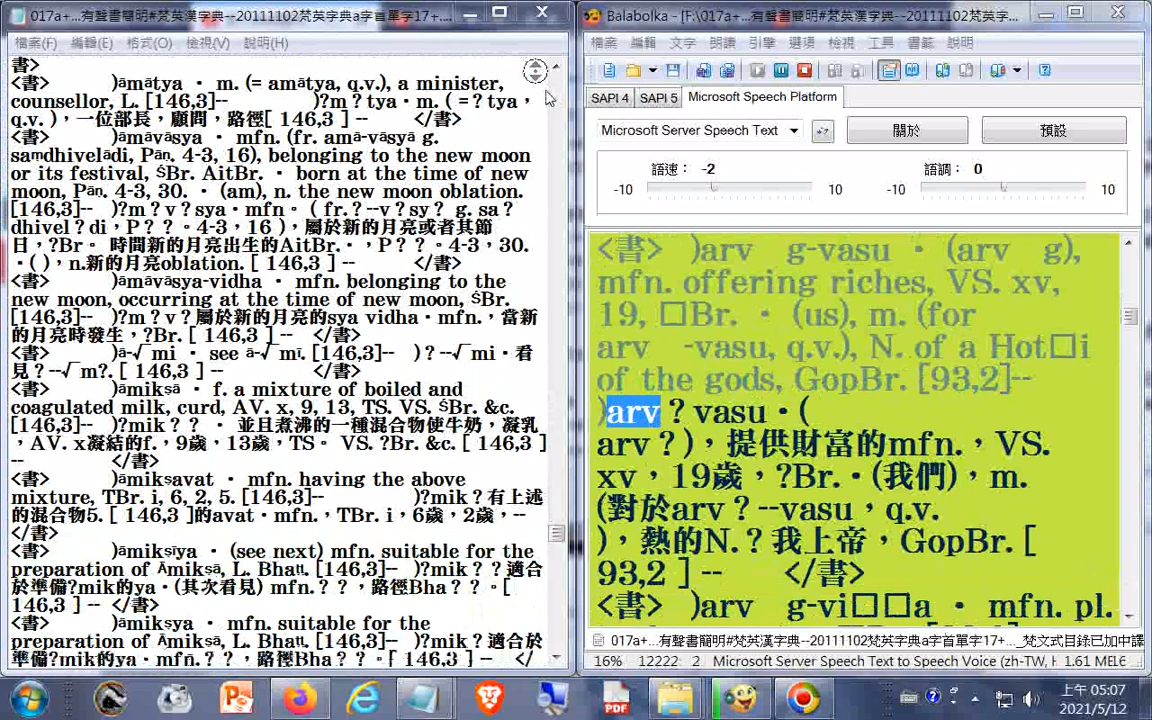 017a+...有聲書簡明#梵英漢字典--20111102梵英字典a字首單字17+...
檔案(F) 編輯(E) 格式(O) 檢視(V) 說明(H)
書>
<書> )āmātya ‧ m. (= amātya, q.v.), a minister,
counsellor, L. [146,3]-- )?m？tya‧m. ( =？tya，
q.v. )，一位部長，顧問，路徑[ 146,3 ] -- </書>
<書> )āmāvāsya ‧ mfn. (fr. amā-vāsyā g.
saṃdhivelādi, Pāṇ. 4-3, 16), belonging to the new moon
or its festival, ŚBr. AitBr. ‧ born at the time of new
moon, Pāṇ. 4-3, 30. ‧ (am), n. the new moon oblation.
[146,3]-- )?m？v？sya‧mfn。 ( fr.？--v？sy？ g. sa？
dhivel？di，P？？。4-3，16 )，屬於新的月亮或者其節
日，?Br。 時間新的月亮出生的AitBr.‧，P？？。4-3，30.
‧( )，n.新的月亮oblation. [ 146,3 ] -- </書>
<書> )āmāvāsya-vidha ‧ mfn. belonging to the
new moon, occurring at the time of new moon, ŚBr.
[146,3]-- )?m？v？屬於新的月亮的sya vidha‧mfn.，當新
的月亮時發生，?Br. [ 146,3 ] -- </書>
<書> )ā-√ mi ‧ see ā-√ mī. [146,3]-- )？--√mi‧看
見？--√m?. [ 146,3 ] -- </書>
<書> )āmikṣā ‧ f. a mixture of boiled and
coagulated milk, curd, AV. x, 9, 13, TS. VS. ŚBr. &c.
[146,3]-- )?mik？？‧ 並且煮沸的一種混合物使牛奶，凝乳
，AV. x凝結的f.，9歲，13歲，TS。 VS. ?Br. &c. [ 146,3 ]
-- </書>
<書> )āmikṣavat ‧ mfn. having the above
mixture, TBr. i, 6, 2, 5. [146,3]-- )?mik？有上述
的混合物5. [ 146,3 ]的avat‧mfn.，TBr. i，6歲，2歲，--
</書>
<書> )āmikṣīya ‧ (see next) mfn. suitable for the
preparation of Āmikṣā, L. Bhaṭṭ. [146,3]-- )?mik？？適合
於準備?mik的ya‧(其次看見) mfn.？？，路徑Bha？？。[
146,3 ] -- </書>
<書> )āmikṣya ‧ mfn. suitable for the
preparation of Āmikṣā, L. Bhaṭṭ. [146,3]-- )?mik？適合於
準備?mik的ya‧mfn.？？，路徑Bha？？。[ 146,3 ] -- </
Balabolka - [F:\017a+...有聲書簡明#梵英漢字典--20111102梵英字...
檔案 編輯 文字 朗讀 引擎 選項 檢視 工具 書籤 說明
SAPI 4 SAPI 5 Microsoft Speech Platform
Microsoft Server Speech Text 關於 預設
語速： -2 語調： 0
-10 10 -10 10
<書> )arv g-vasu ‧ (arv g),
mfn. offering riches, VS. xv,
19, □Br. ‧ (us), m. (for
arv -vasu, q.v.), N. of a Hot□i
of the gods, GopBr. [93,2]--
)arv？vasu‧(
arv？)，提供財富的mfn.，VS.
xv，19歲，?Br.‧(我們)，m.
(對於arv？--vasu，q.v.
)，熱的N.？我上帝，GopBr. [
93,2 ] -- </書>
<書> )arv g-vi□□a ‧ mfn. pl.
017a+...有聲書簡明#梵英漢字典--20111102梵英字典a字首單字17+..._梵文式目錄已加中譯
16% 12222: 2 Microsoft Server Speech Text to Speech Voice (zh-TW, H 1.61 МБ
上午 05:07
2021/5/12